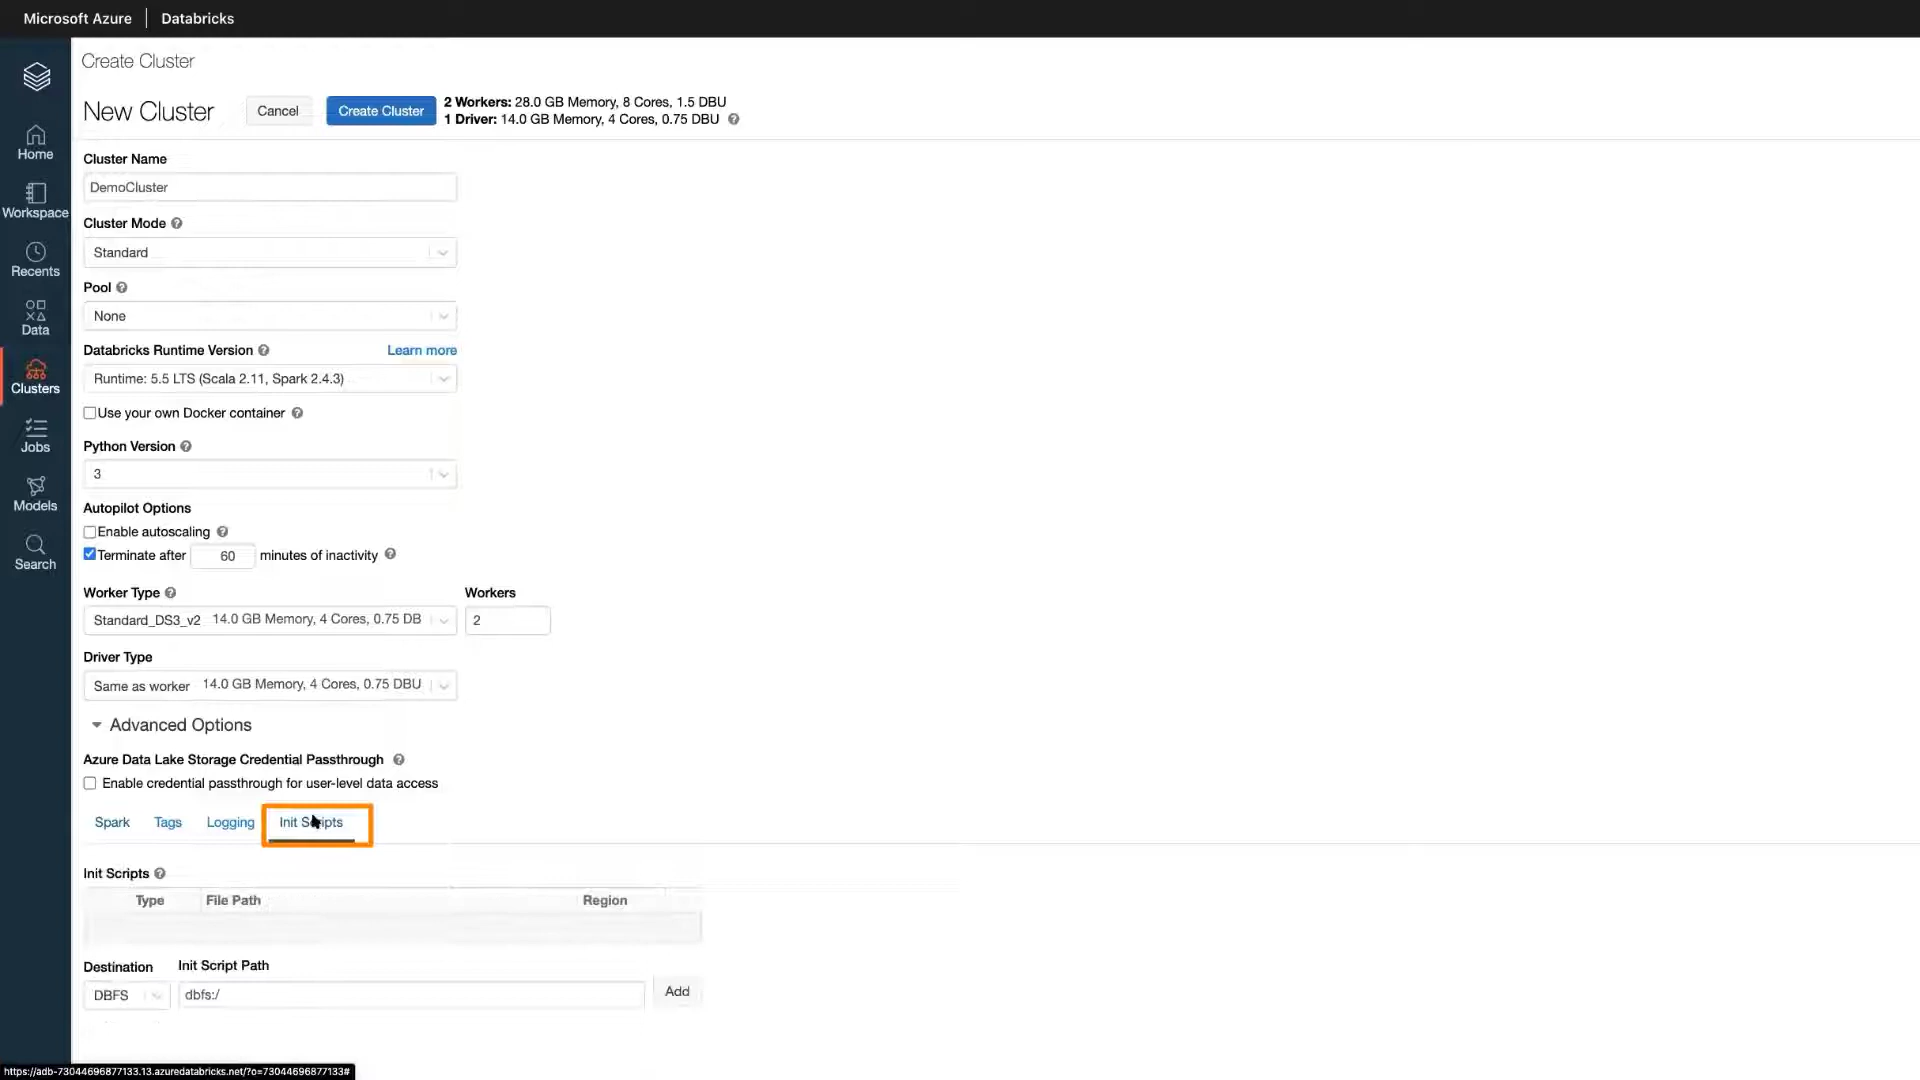 Microsoft Azure Databricks
Home
Workspace
Recents
Data
Clusters
Jobs
Models
Search
Create Cluster
New Cluster
Cancel
Create Cluster
2 Workers: 28.0 GB Memory, 8 Cores, 1.5 DBU
1 Driver: 14.0 GB Memory, 4 Cores, 0.75 DBU
Cluster Name
DemoCluster
Cluster Mode
Standard
Pool
None
Databricks Runtime Version Learn more
Runtime: 5.5 LTS (Scala 2.11, Spark 2.4.3)
Use your own Docker container
Python Version
3
Autopilot Options
Enable autoscaling
Terminate after 60 minutes of inactivity
Worker Type Workers
Standard_DS3_v2 14.0 GB Memory, 4 Cores, 0.75 DB 2
Driver Type
Same as worker 14.0 GB Memory, 4 Cores, 0.75 DBU
Advanced Options
Azure Data Lake Storage Credential Passthrough
Enable credential passthrough for user-level data access
Spark Tags Logging Init Scripts
Init Scripts
Type File Path Region
Destination Init Script Path
DBFS dbfs:/ Add
https://adb-73044696877133.13.azuredatabricks.net/?o=73044696877133#